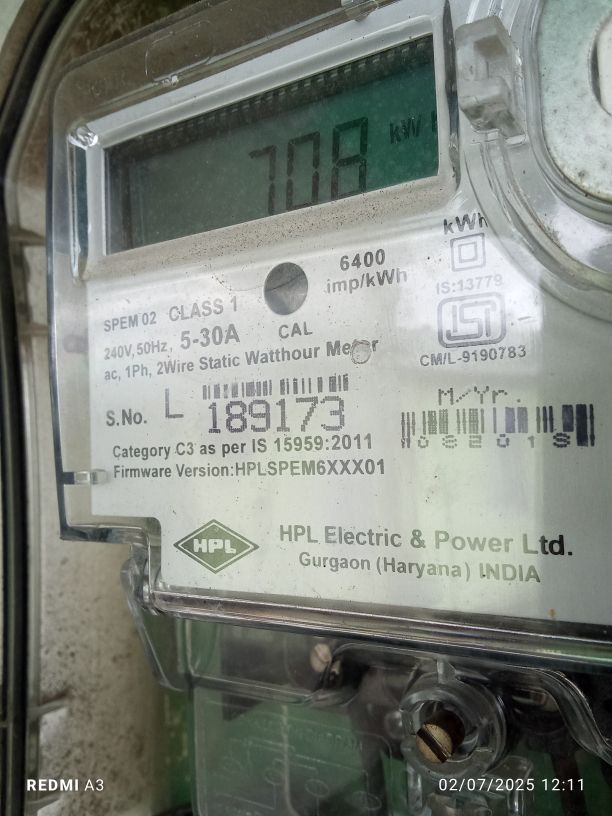 708 kW
kWh
6400
imp/kWh
IS:13779
SPEM 02 CLASS 1
240V, 50Hz, 5-30A CAL
ac, 1Ph, 2Wire Static Watthour Meter
CM/L-9190783
S.No. L 189173
M/Yr.
Category C3 as per IS 15959:2011
Firmware Version:HPLSPEM6XXX01
HPL
HPL Electric & Power Ltd.
Gurgaon (Haryana) INDIA
REDMI A3
02/07/2025 12:11